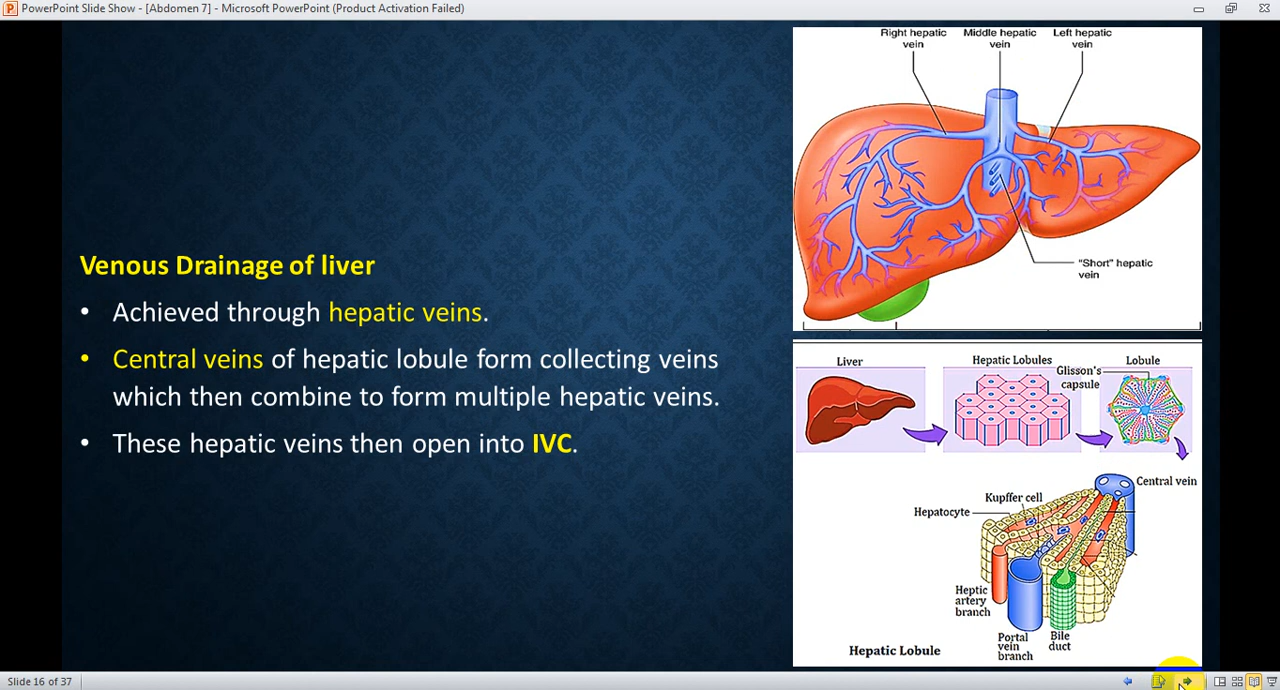 PowerPoint Slide Show - [Abdomen 7] - Microsoft PowerPoint (Product Activation Failed)
Venous Drainage of liver
• Achieved through hepatic veins.
• Central veins of hepatic lobule form collecting veins
which then combine to form multiple hepatic veins.
• These hepatic veins then open into IVC.
Right hepatic
vein
Middle hepatic
vein
Left hepatic
vein
"Short" hepatic
vein
Liver
Hepatic Lobules
Lobule
Glisson's
capsule
Central vein
Kupffer cell
Hepatocyte
Heptic
artery
branch
Portal
vein
branch
Bile
duct
Hepatic Lobule
Slide 16 of 37